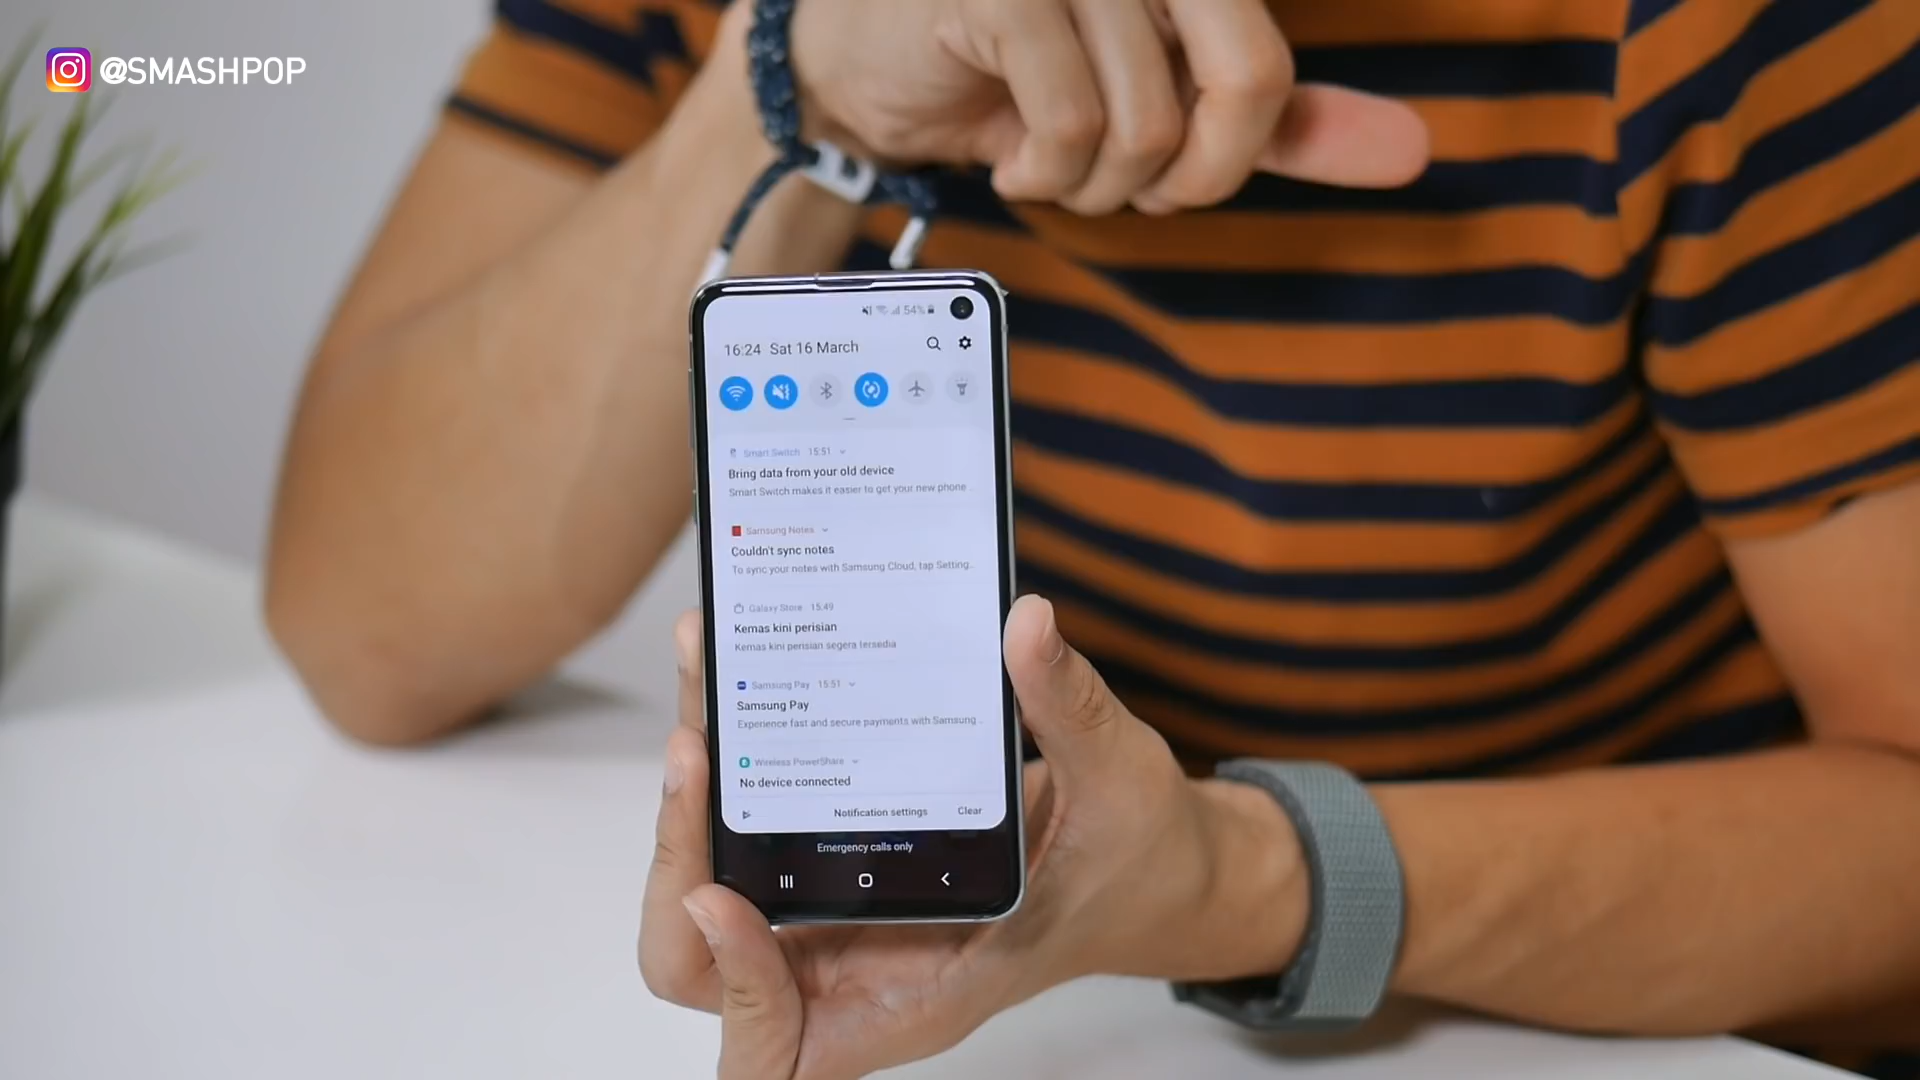 @SMASHPOP
54%
16:24 Sat 16 March
Smart Switch 15:51
Bring data from your old device
Smart Switch makes it easier to get your new phone ..
Samsung Notes
Couldn't sync notes
To sync your notes with Samsung Cloud, tap Setting..
Galaxy Store 15:49
Kemas kini perisian
Kemas kini perisian segera tersedia
Samsung Pay 15:51
Samsung Pay
Experience fast and secure payments with Samsung ..
Wireless PowerShare
No device connected
Notification settings Clear
Emergency calls only